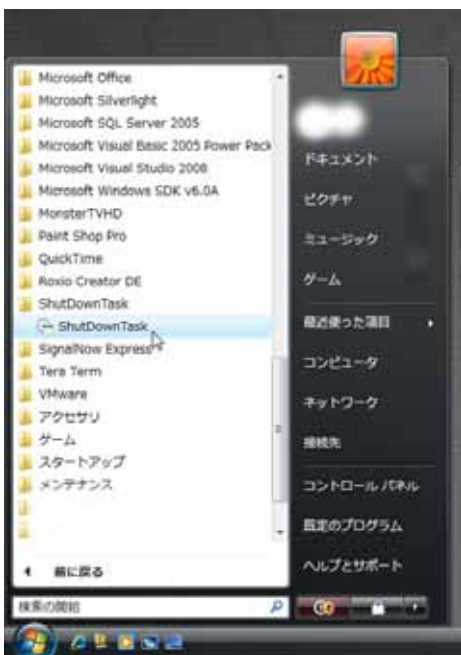 Microsoft Office
Microsoft Silverlight
Microsoft SQL Server 2005
Microsoft Visual Basic 2005 Power Pack
Microsoft Visual Studio 2008
Microsoft Windows SDK v6.0A
MonsterTVHD
Paint Shop Pro
QuickTime
Roxio Creator DE
ShutDownTask
ShutDownTask
SignalNow Express
Tera Term
VMware
アクセサリ
ゲーム
スタートアップ
メンテナンス
前に戻る
検索の開始
ドキュメント
ピクチャ
ミュージック
ゲーム
最近使った項目
コンピュータ
ネットワーク
接続先
コントロール パネル
既定のプログラム
ヘルプとサポート